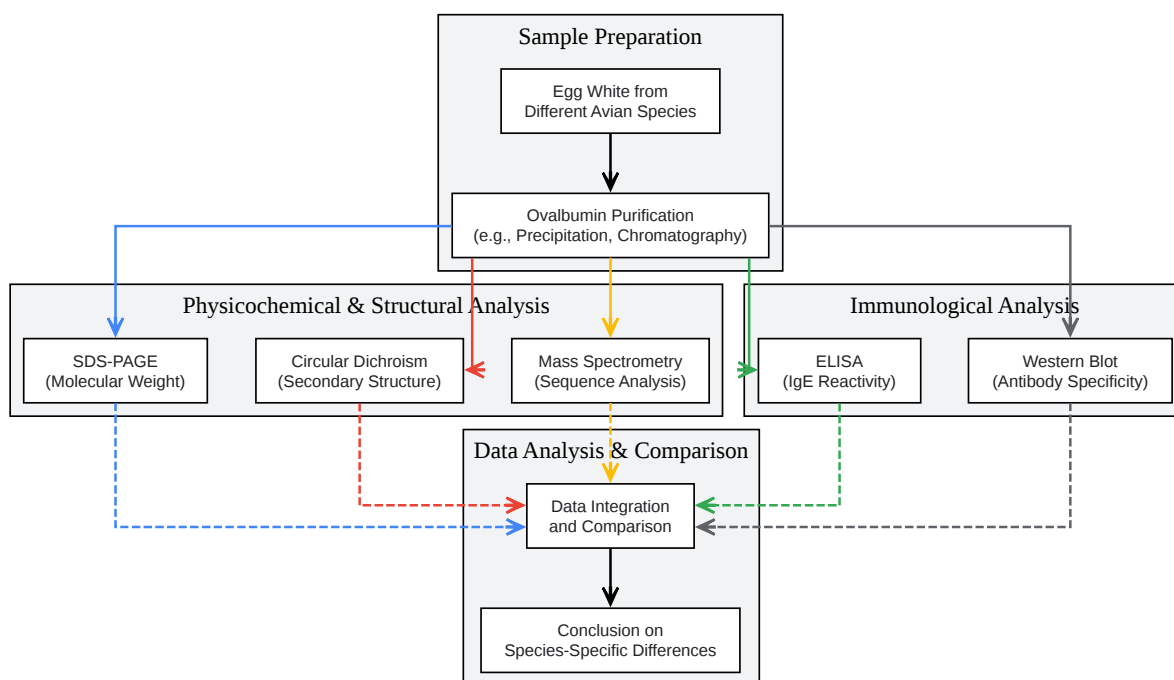 Sample Preparation
Egg White from
Different Avian Species
Ovalbumin Purification
(e.g., Precipitation, Chromatography)
Physicochemical & Structural Analysis
Immunological Analysis
SDS-PAGE
(Molecular Weight)
Circular Dichroism
(Secondary Structure)
Mass Spectrometry
(Sequence Analysis)
ELISA
(IgE Reactivity)
Western Blot
(Antibody Specificity)
Data Analysis & Comparison
Data Integration
and Comparison
Conclusion on
Species-Specific Differences